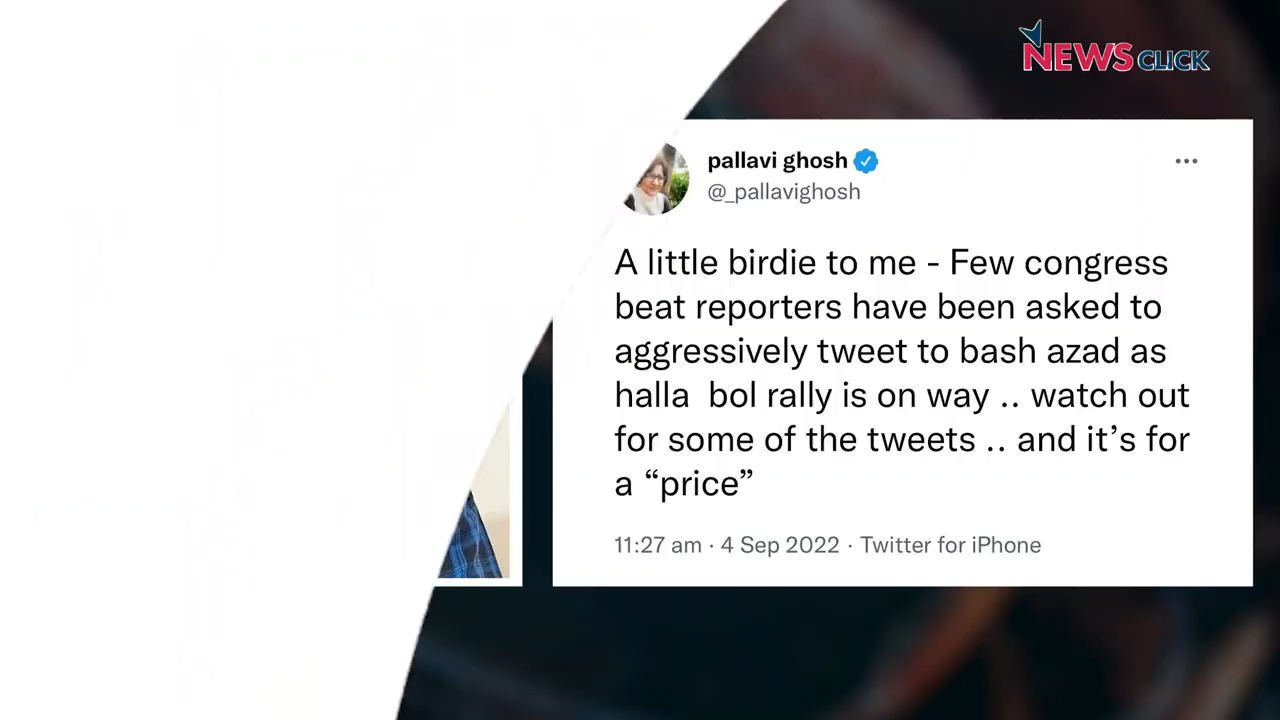 NEWS CLICK
pallavi ghosh
@_pallavighosh
A little birdie to me - Few congress
beat reporters have been asked to
aggressively tweet to bash azad as
halla bol rally is on way .. watch out
for some of the tweets .. and it’s for
a “price”
11:27 am · 4 Sep 2022 · Twitter for iPhone